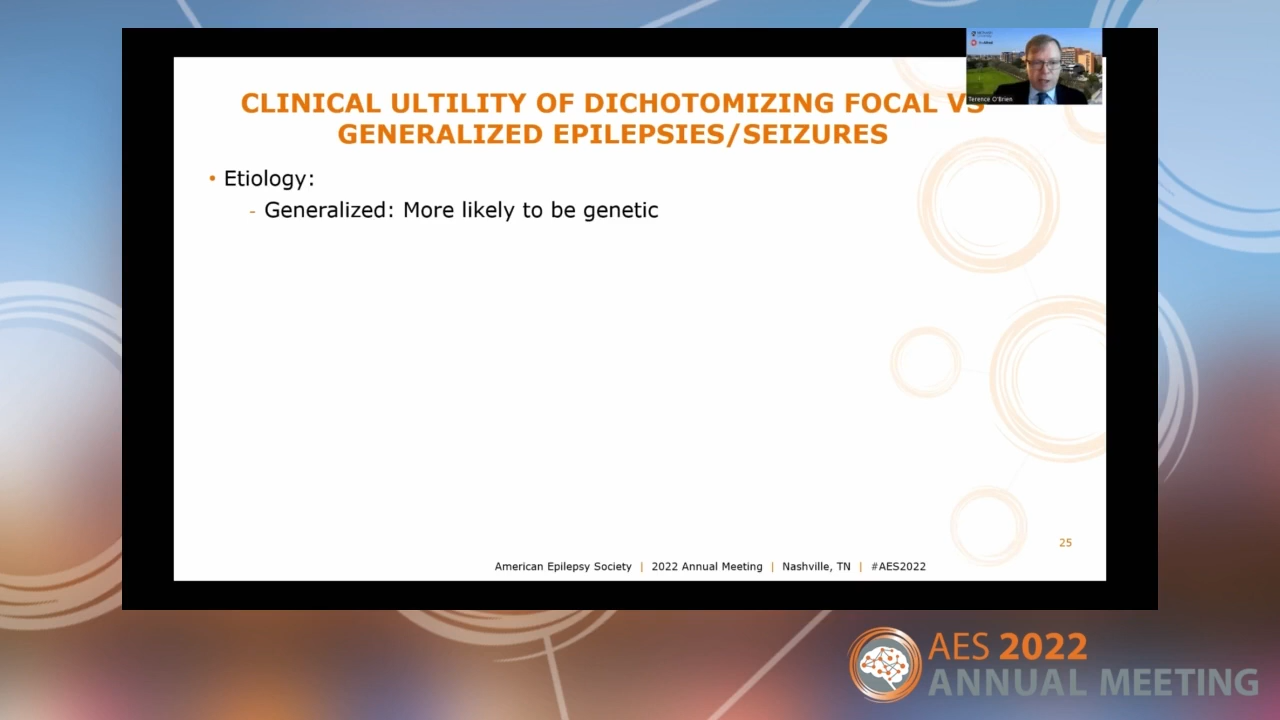 CLINICAL ULTILITY OF DICHOTOMIZING FOCAL VS
GENERALIZED EPILEPSIES/SEIZURES
• Etiology:
- Generalized: More likely to be genetic
Terence O'Brien
25
American Epilepsy Society | 2022 Annual Meeting | Nashville, TN | #AES2022
AES 2022
ANNUAL MEETING